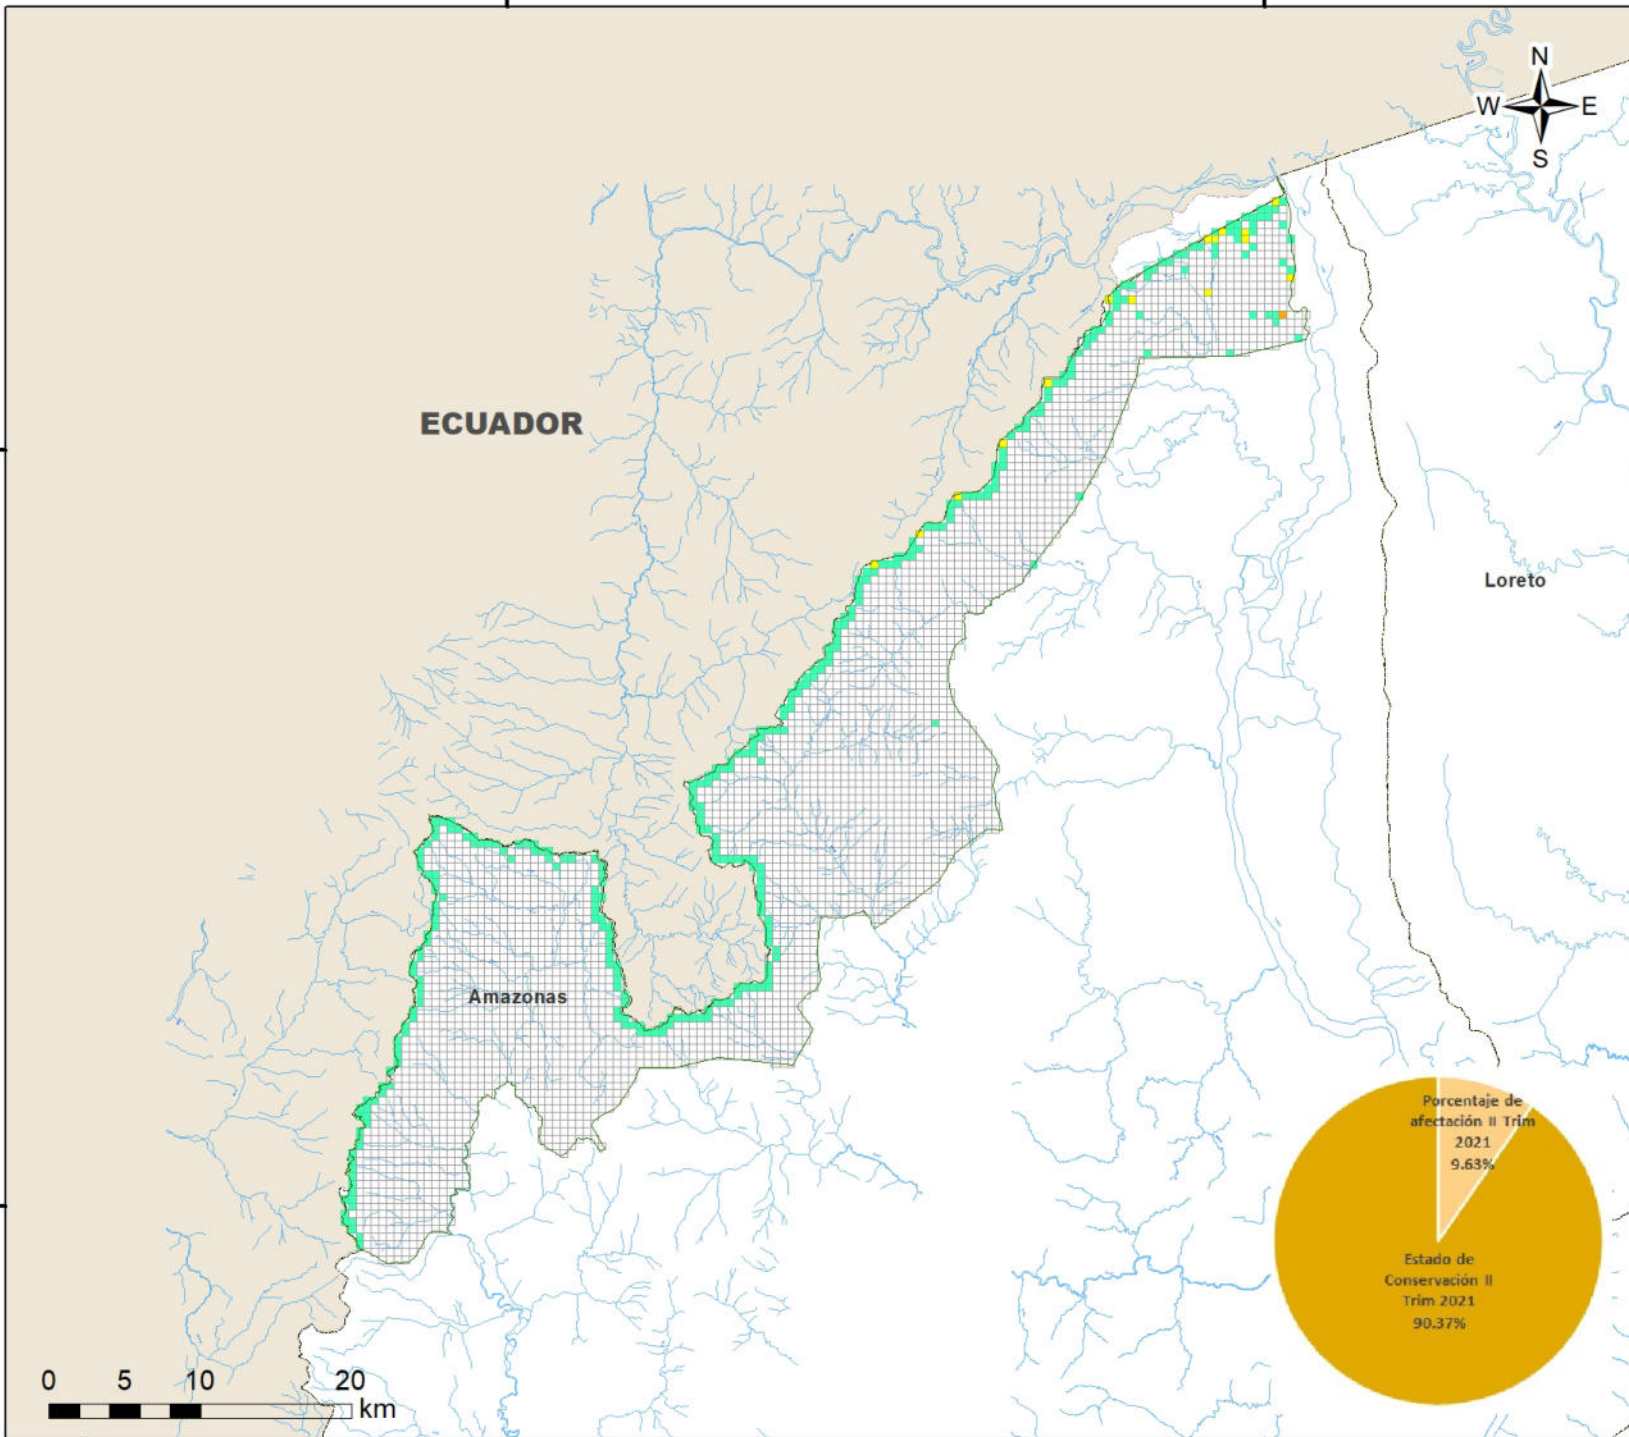 N
W E
S
ECUADOR
Loreto
Amazonas
Porcentaje de
afectación II Trim
2021
9.63%
Estado de
Conservación II
Trim 2021
90.37%
0 5 10 20
km